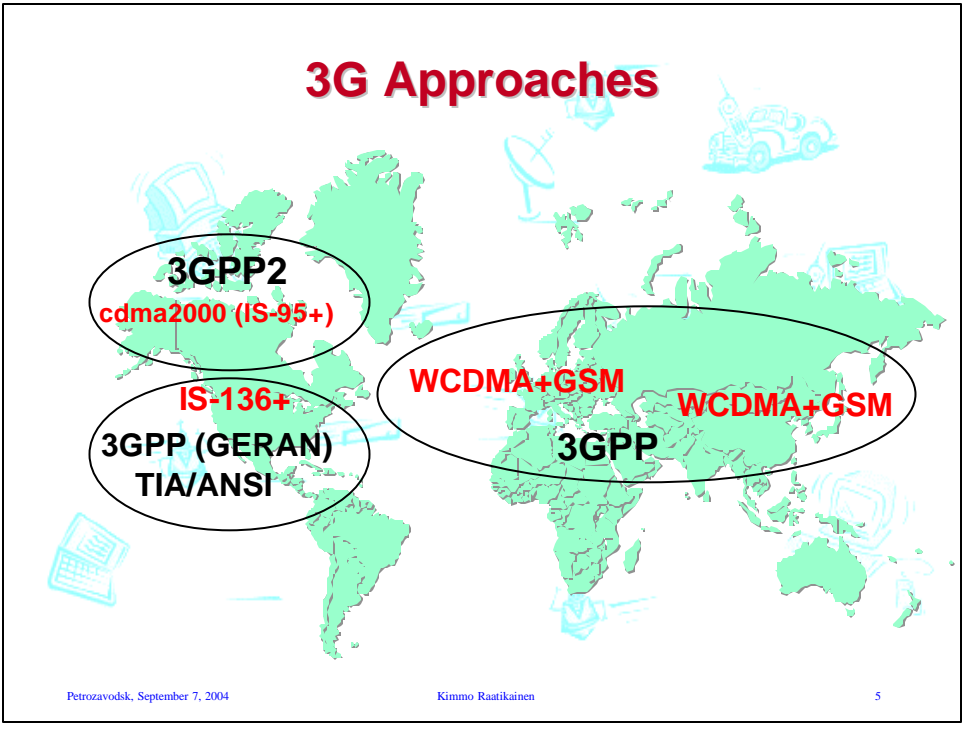 3G Approaches
3GPP2
cdma2000 (IS-95+)
IS-136+
3GPP (GERAN)
TIA/ANSI
WCDMA+GSM
WCDMA+GSM
3GPP
Petrozavodsk, September 7, 2004
Kimmo Raatikainen
5